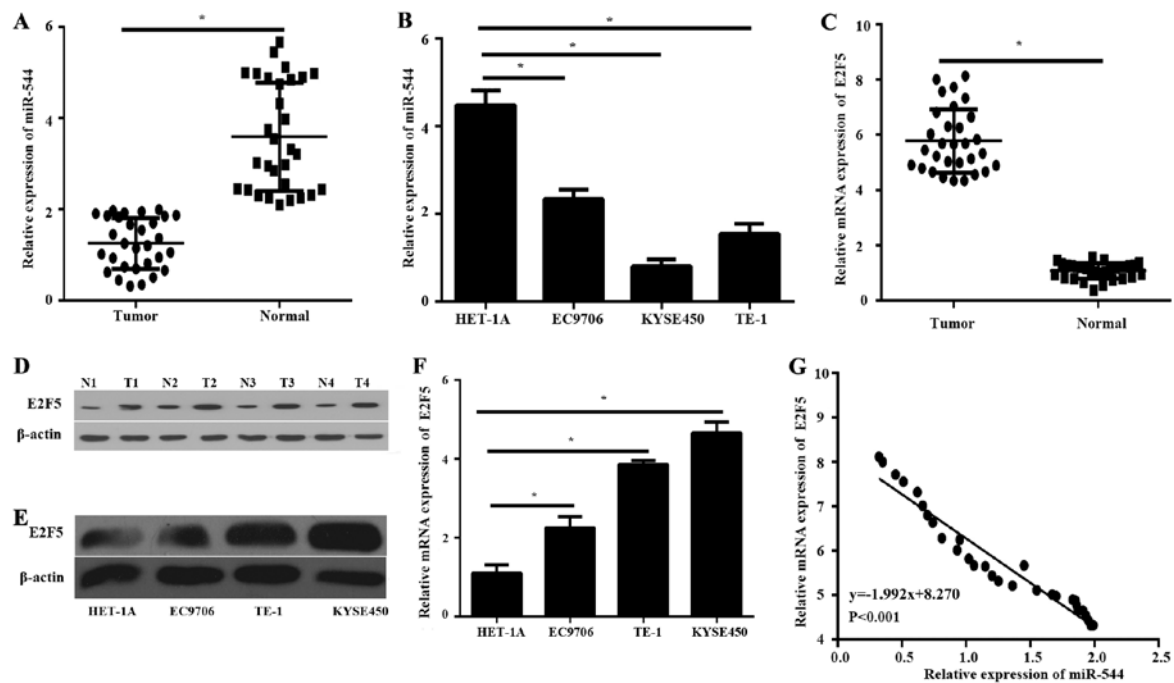 A
Relative expression of miR-544
6
4
2
0
*
Tumor Normal
B
Relative expression of miR-544
6
4
2
0
*
*
*
HET-1A EC9706 KYSE450 TE-1
C
Relative mRNA expression of E2F5
10
8
6
4
2
0
*
Tumor Normal
D
N1 T1 N2 T2 N3 T3 N4 T4
E2F5
β-actin
E
E2F5
β-actin
HET-1A EC9706 TE-1 KYSE450
F
Relative mRNA expression of E2F5
6
4
2
0
*
*
*
HET-1A EC9706 TE-1 KYSE450
G
Relative mRNA expression of E2F5
10
9
8
7
6
5
4
y=-1.992x+8.270
P<0.001
0.0 0.5 1.0 1.5 2.0 2.5
Relative expression of miR-544